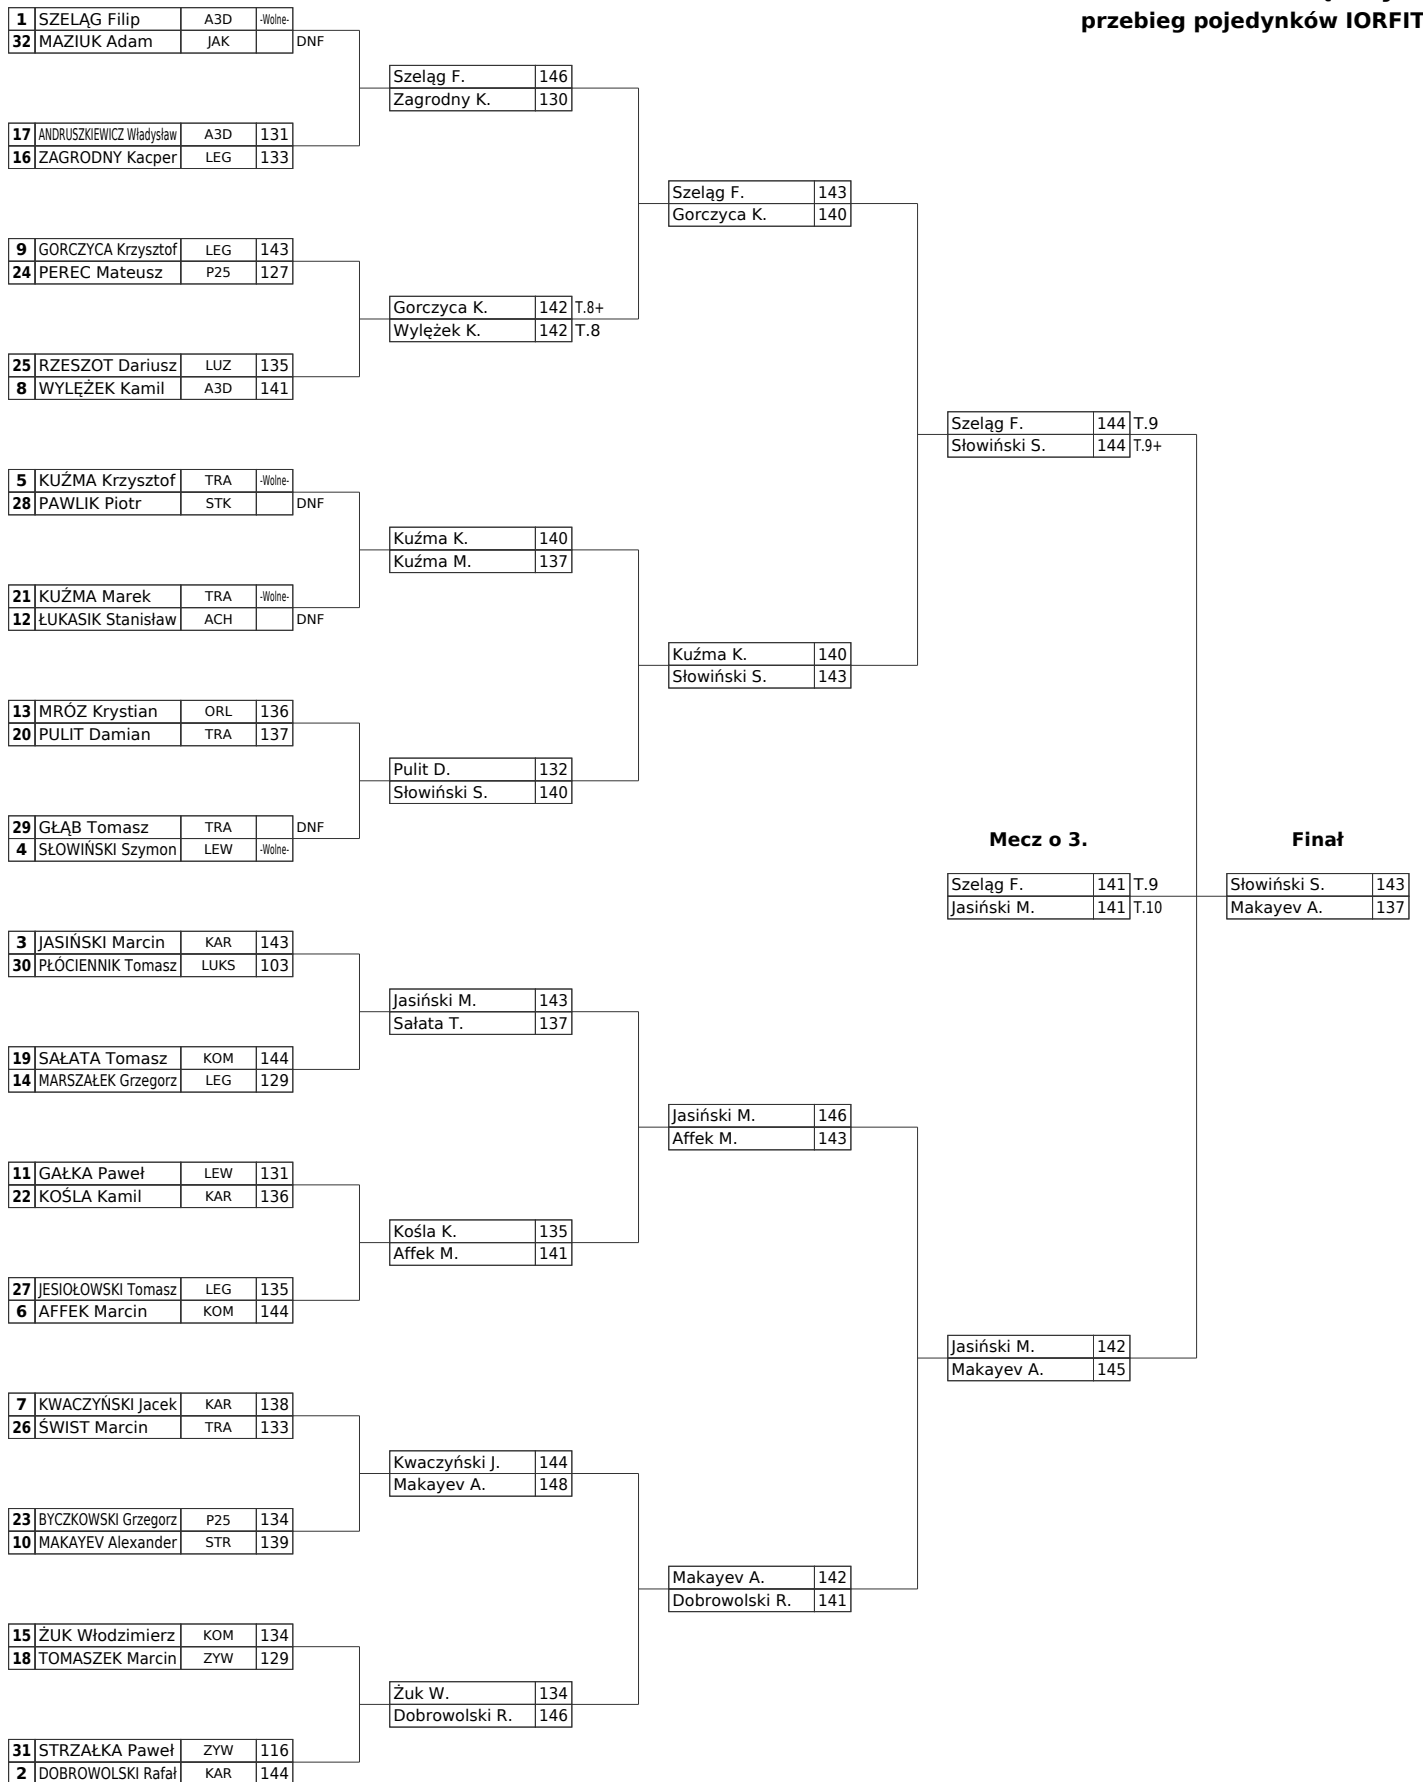 przebieg pojedynków IORFIT
1 SZELĄG Filip A3D -Wolne-
32 MAZIUK Adam JAK DNF
Szeląg F. 146
Zagrodny K. 130
17 ANDRUSZKIEWICZ Władysław A3D 131
16 ZAGRODNY Kacper LEG 133
Szeląg F. 143
Gorczyca K. 140
9 GORCZYCA Krzysztof LEG 143
24 PEREC Mateusz P25 127
Gorczyca K. 142 T.8+
Wylężek K. 142 T.8
25 RZESZOT Dariusz LUZ 135
8 WYLĘŻEK Kamil A3D 141
Szeląg F. 144 T.9
Słowiński S. 144 T.9+
5 KUŹMA Krzysztof TRA -Wolne-
28 PAWLIK Piotr STK DNF
Kuźma K. 140
Kuźma M. 137
21 KUŹMA Marek TRA -Wolne-
12 ŁUKASIK Stanisław ACH DNF
Kuźma K. 140
Słowiński S. 143
13 MRÓZ Krystian ORL 136
20 PULIT Damian TRA 137
Pulit D. 132
Słowiński S. 140
29 GŁĄB Tomasz TRA DNF
4 SŁOWIŃSKI Szymon LEW -Wolne-
Mecz o 3. Finał
Szeląg F. 141 T.9 Słowiński S. 143
Jasiński M. 141 T.10 Makayev A. 137
3 JASIŃSKI Marcin KAR 143
30 PŁÓCIENNIK Tomasz LUKS 103
Jasiński M. 143
Sałata T. 137
19 SAŁATA Tomasz KOM 144
14 MARSZAŁEK Grzegorz LEG 129
Jasiński M. 146
Affek M. 143
11 GAŁKA Paweł LEW 131
22 KOŚLA Kamil KAR 136
Kośla K. 135
Affek M. 141
27 JESIOŁOWSKI Tomasz LEG 135
6 AFFEK Marcin KOM 144
Jasiński M. 142
Makayev A. 145
7 KWACZYŃSKI Jacek KAR 138
26 ŚWIST Marcin TRA 133
Kwaczyński J. 144
Makayev A. 148
23 BYCZKOWSKI Grzegorz P25 134
10 MAKAYEV Alexander STR 139
Makayev A. 142
Dobrowolski R. 141
15 ŻUK Włodzimierz KOM 134
18 TOMASZEK Marcin ZYW 129
Żuk W. 134
Dobrowolski R. 146
31 STRZAŁKA Paweł ZYW 116
2 DOBROWOLSKI Rafał KAR 144